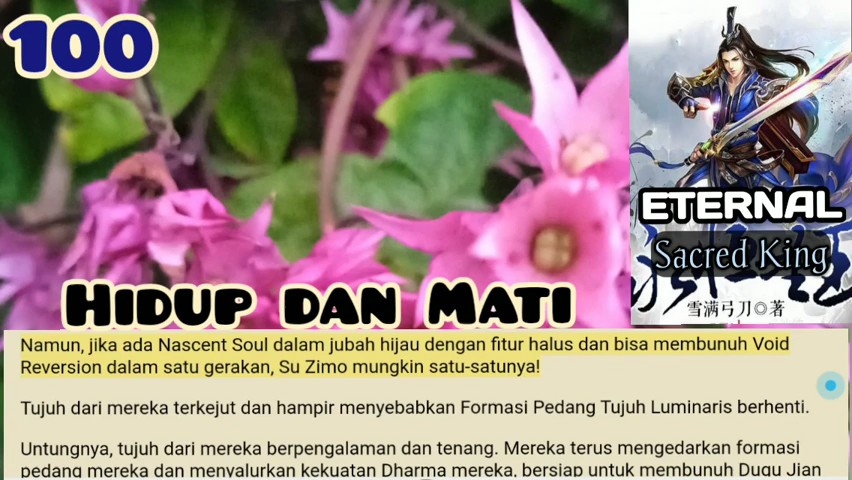 100
ETERNAL
Sacred King
雪满弓刀◎著
HIDUP DAN MATI
Namun, jika ada Nascent Soul dalam jubah hijau dengan fitur halus dan bisa membunuh Void
Reversion dalam satu gerakan, Su Zimo mungkin satu-satunya!
Tujuh dari mereka terkejut dan hampir menyebabkan Formasi Pedang Tujuh Luminaris berhenti.
Untungnya, tujuh dari mereka berpengalaman dan tenang. Mereka terus mengedarkan formasi
pedang mereka dan menyalurkan kekuatan Dharma mereka, bersiap untuk membunuh Dugu Jian